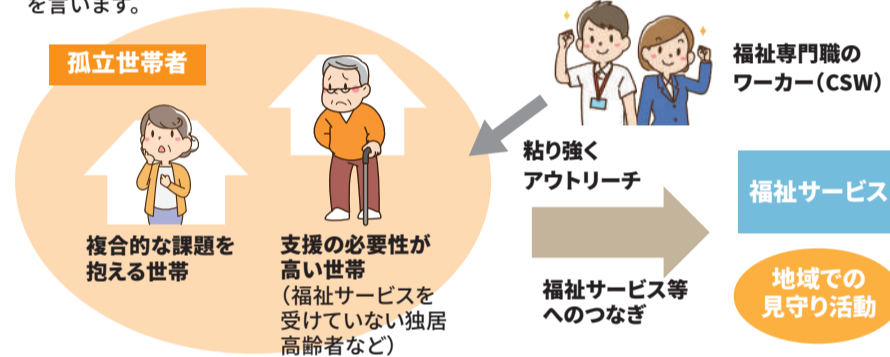 を言います。
孤立世帯者
複合的な課題を
抱える世帯
支援の必要性が
高い世帯
（福祉サービスを
受けていない独居
高齢者など）
福祉専門職の
ワーカー（CSW）
粘り強く
アウトリーチ
福祉サービス等
へのつなぎ
福祉サービス
地域での
見守り活動